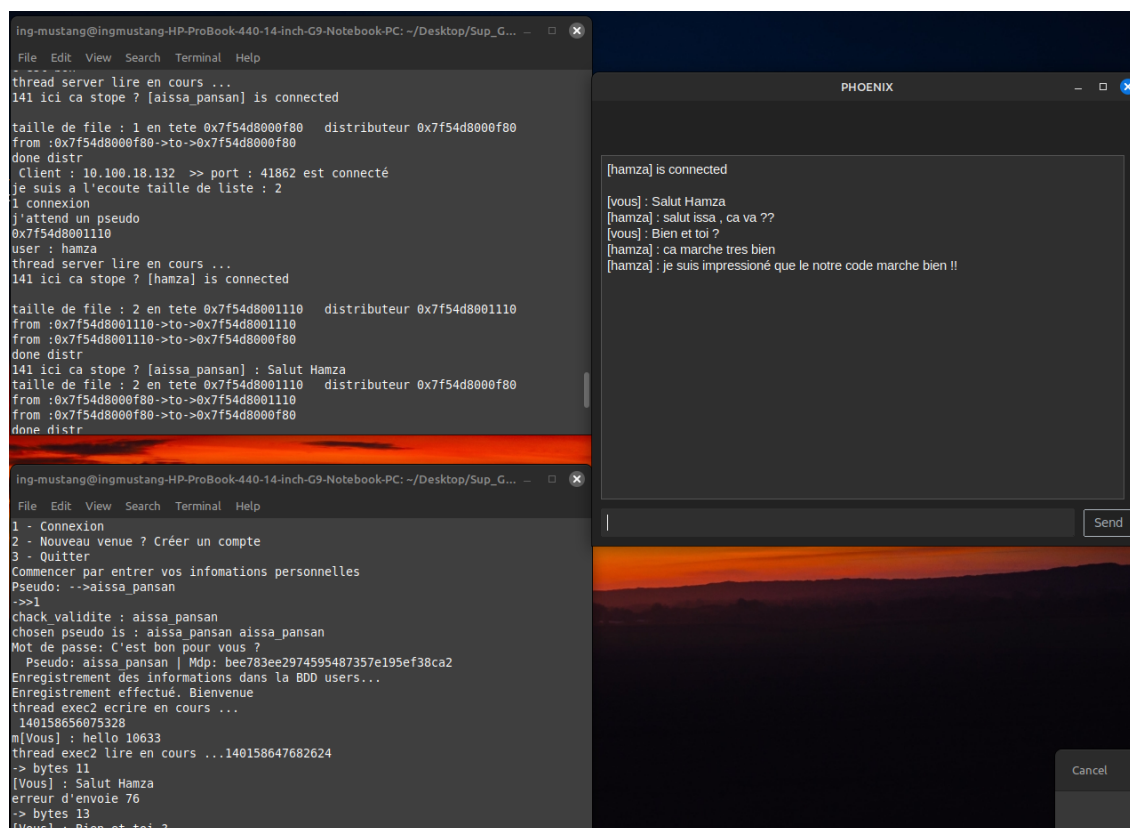 ing-mustang@ingmustang-HP-ProBook-440-14-inch-G9-Notebook-PC: ~/Desktop/Sup_G...
File Edit View Search Terminal Help
thread server lire en cours ...
141 ici ca stope ? [aissa_pansan] is connected
taille de file : 1 en tete 0x7f54d8000f80 distributeur 0x7f54d8000f80
from :0x7f54d8000f80->to->0x7f54d8000f80
done distr
Client : 10.100.18.132 >> port : 41862 est connecté
je suis a l'ecoute taille de liste : 2
1 connexion
j'attend un pseudo
0x7f54d8001110
user : hamza
thread server lire en cours ...
141 ici ca stope ? [hamza] is connected
taille de file : 2 en tete 0x7f54d8001110 distributeur 0x7f54d8001110
from :0x7f54d8001110->to->0x7f54d8001110
from :0x7f54d8001110->to->0x7f54d8000f80
done distr
141 ici ca stope ? [aissa_pansan] : Salut Hamza
taille de file : 2 en tete 0x7f54d8001110 distributeur 0x7f54d8000f80
from :0x7f54d8000f80->to->0x7f54d8001110
from :0x7f54d8000f80->to->0x7f54d8000f80
done distr
ing-mustang@ingmustang-HP-ProBook-440-14-inch-G9-Notebook-PC: ~/Desktop/Sup_G...
File Edit View Search Terminal Help
1 - Connexion
2 - Nouveau venue ? Créer un compte
3 - Quitter
Commencer par entrer vos infomations personnelles
Pseudo: -->aissa_pansan
->>1
chack_validite : aissa_pansan
chosen pseudo is : aissa_pansan aissa_pansan
Mot de passe: C'est bon pour vous ?
Pseudo: aissa_pansan | Mdp: bee783ee2974595487357e195ef38ca2
Enregistrement des informations dans la BDD users...
Enregistrement effectué. Bienvenue
thread exec2 ecrire en cours ...
140158656075328
m[Vous] : hello 10633
thread exec2 lire en cours ...140158647682624
-> bytes 11
[Vous] : Salut Hamza
erreur d'envoie 76
-> bytes 13
[Vous] : Bien et toi ?
PHOENIX
[hamza] is connected
[vous] : Salut Hamza
[hamza] : salut issa , ca va ??
[vous] : Bien et toi ?
[hamza] : ca marche tres bien
[hamza] : je suis impressioné que le notre code marche bien !!
Send
Cancel